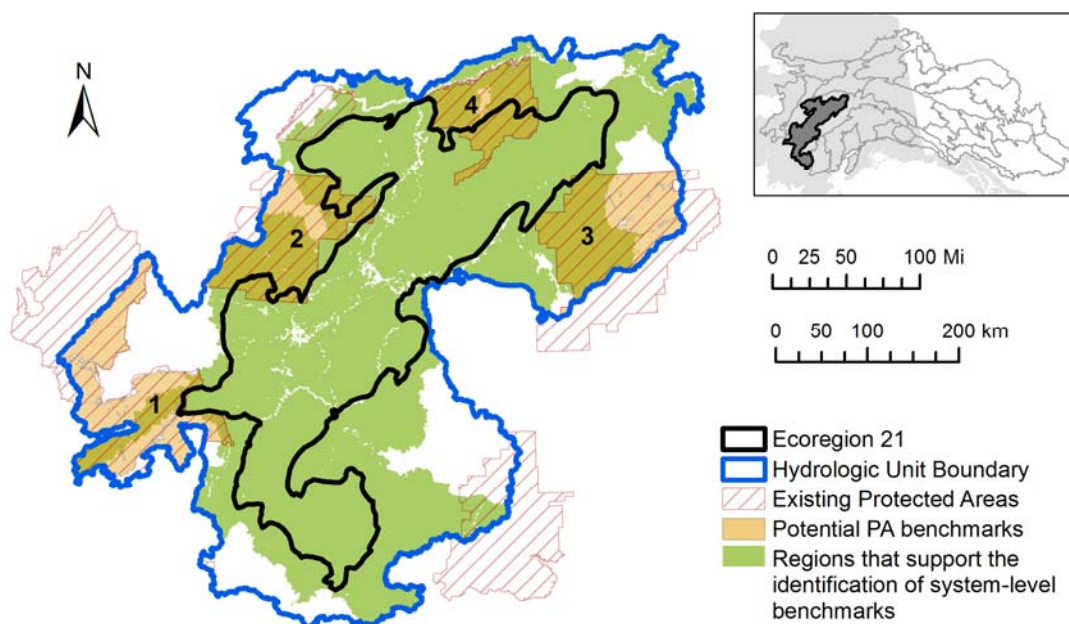 N
4
2
3
1
0 25 50 100 Mi
0 50 100 200 km
Ecoregion 21
Hydrologic Unit Boundary
Existing Protected Areas
Potential PA benchmarks
Regions that support the
identification of system-level
benchmarks